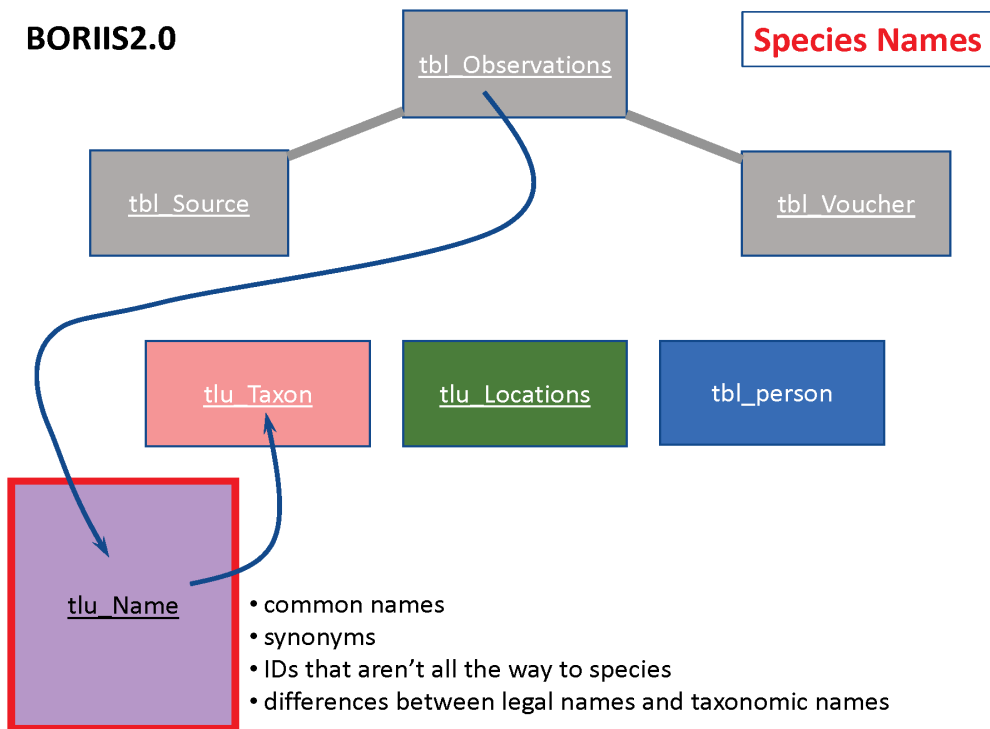 BORIIS2.0
Species Names
tbl_Observations
tbl_Source
tbl_Voucher
tlu_Taxon
tlu_Locations
tbl_person
tlu_Name
• common names
• synonyms
• IDs that aren’t all the way to species
• differences between legal names and taxonomic names